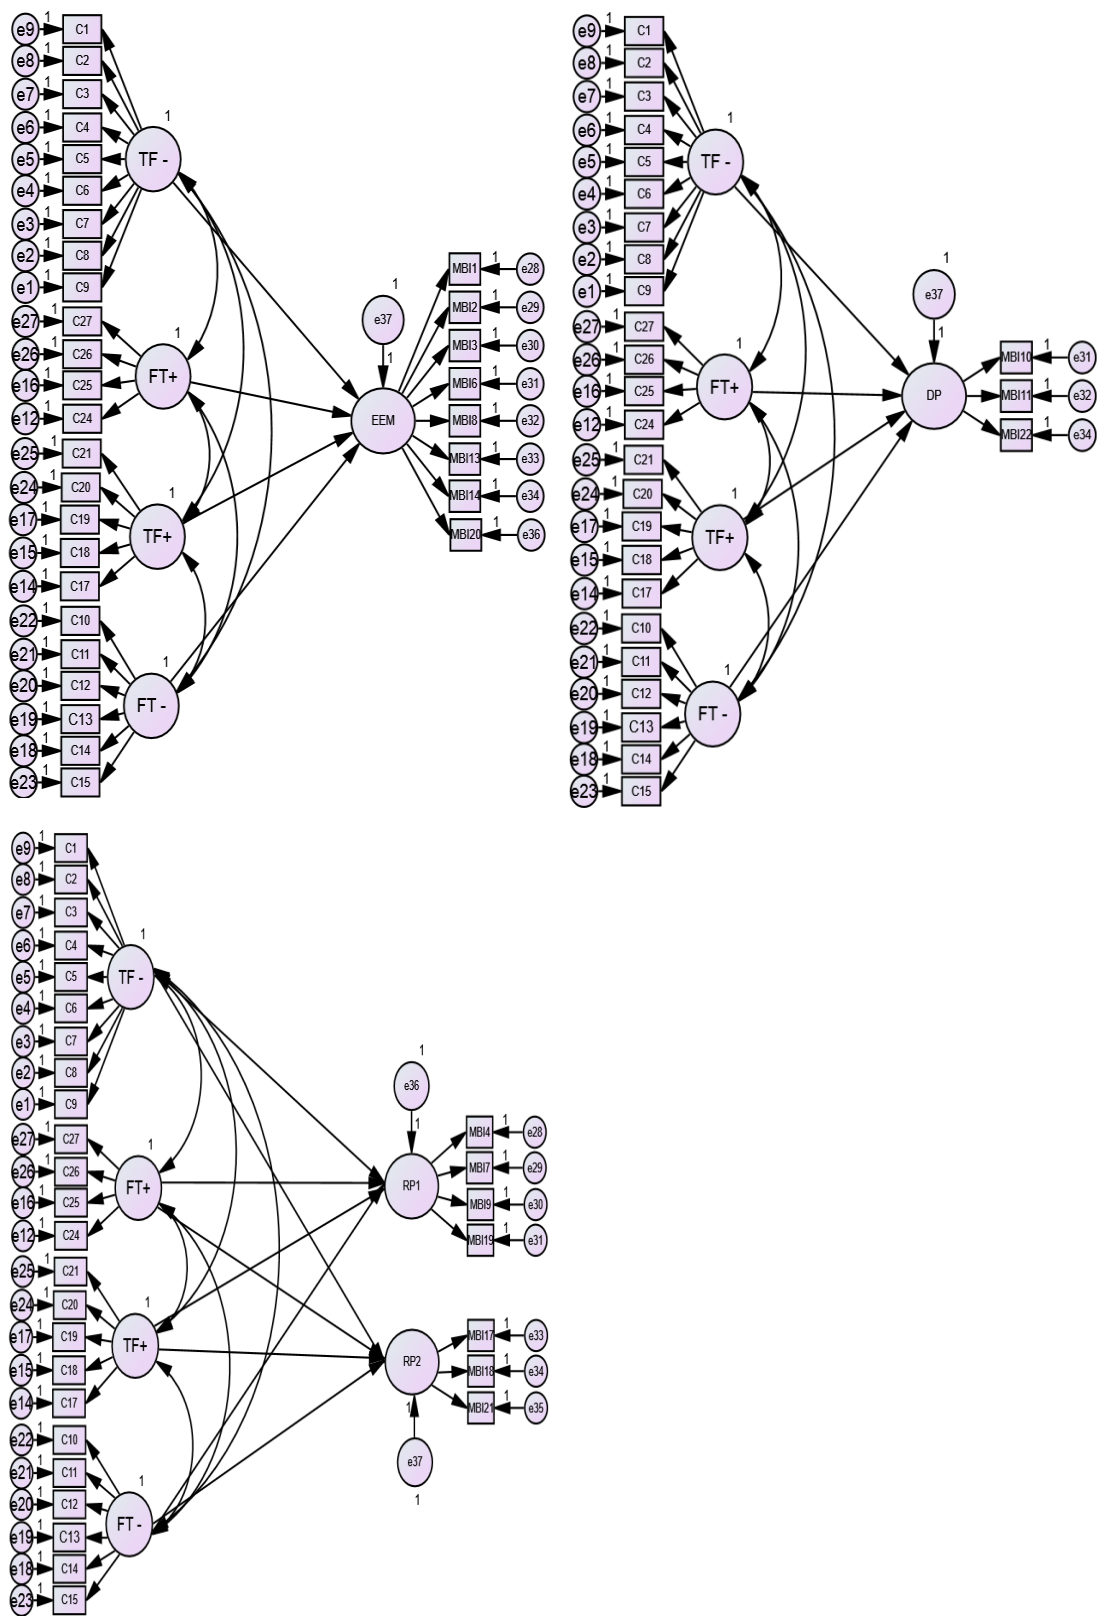 e9 1 C1
e8 1 C2
e7 1 C3
e6 1 C4
e5 1 C5
e4 1 C6
e3 1 C7
e2 1 C8
e1 1 C9
1
TF -
e27 1 C27
e26 1 C26
e16 1 C25
e12 1 C24
1
FT+
e25 1 C21
e24 1 C20
e17 1 C19
e15 1 C18
e14 1 C17
1
TF+
e22 1 C10
e21 1 C11
e20 1 C12
e19 1 C13
e18 1 C14
e23 1 C15
1
FT -
1
e37
1
EEM
MBI1 1 e28
MBI2 1 e29
MBI3 1 e30
MBI6 1 e31
MBI8 1 e32
MBI13 1 e33
MBI14 1 e34
MBI20 1 e36
e9 1 C1
e8 1 C2
e7 1 C3
e6 1 C4
e5 1 C5
e4 1 C6
e3 1 C7
e2 1 C8
e1 1 C9
1
TF -
e27 1 C27
e26 1 C26
e16 1 C25
e12 1 C24
1
FT+
e25 1 C21
e24 1 C20
e17 1 C19
e15 1 C18
e14 1 C17
1
TF+
e22 1 C10
e21 1 C11
e20 1 C12
e19 1 C13
e18 1 C14
e23 1 C15
1
FT -
1
e37
1
DP
MBI10 1 e31
MBI11 1 e32
MBI22 1 e34
e9 1 C1
e8 1 C2
e7 1 C3
e6 1 C4
e5 1 C5
e4 1 C6
e3 1 C7
e2 1 C8
e1 1 C9
1
TF -
e27 1 C27
e26 1 C26
e16 1 C25
e12 1 C24
1
FT+
e25 1 C21
e24 1 C20
e17 1 C19
e15 1 C18
e14 1 C17
1
TF+
e22 1 C10
e21 1 C11
e20 1 C12
e19 1 C13
e18 1 C14
e23 1 C15
1
FT -
1
e36
1
RP1
MBI4 1 e28
MBI7 1 e29
MBI9 1 e30
MBI19 1 e31
RP2
MBI17 1 e33
MBI18 1 e34
MBI21 1 e35
1
e37
1